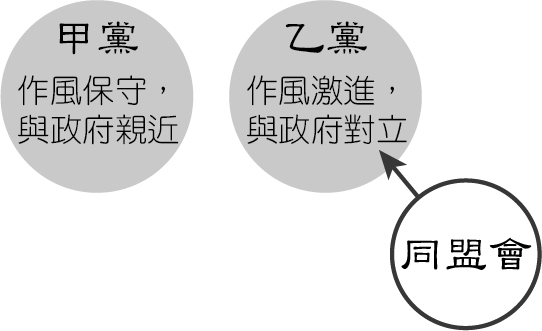 甲黨
作風保守，
與政府親近
乙黨
作風激進，
與政府對立
同盟會